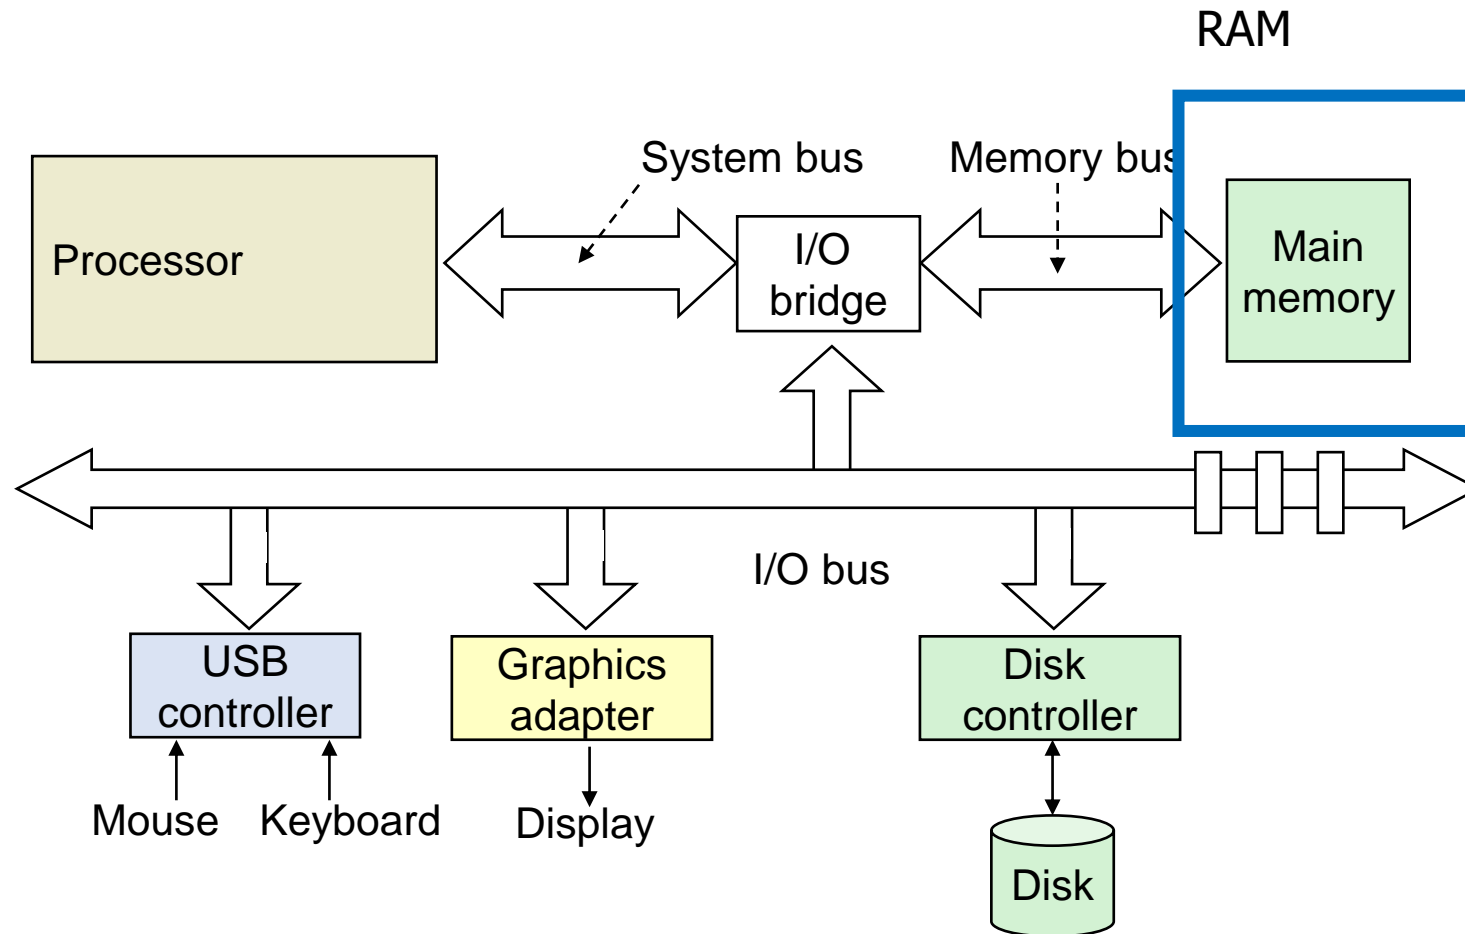 RAM
System bus
Memory bus
Processor
I/O
bridge
Main
memory
I/O bus
USB
controller
Graphics
adapter
Disk
controller
Mouse
Keyboard
Display
Disk